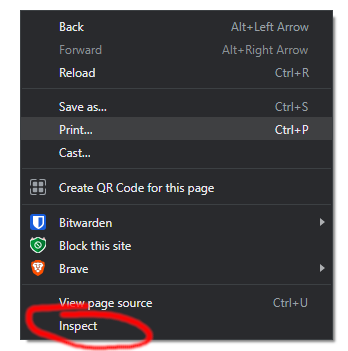 Back Alt+Left Arrow
Forward Alt+Right Arrow
Reload Ctrl+R
Save as... Ctrl+S
Print... Ctrl+P
Cast...
Create QR Code for this page
Bitwarden
Block this site
Brave
View page source Ctrl+U
Inspect